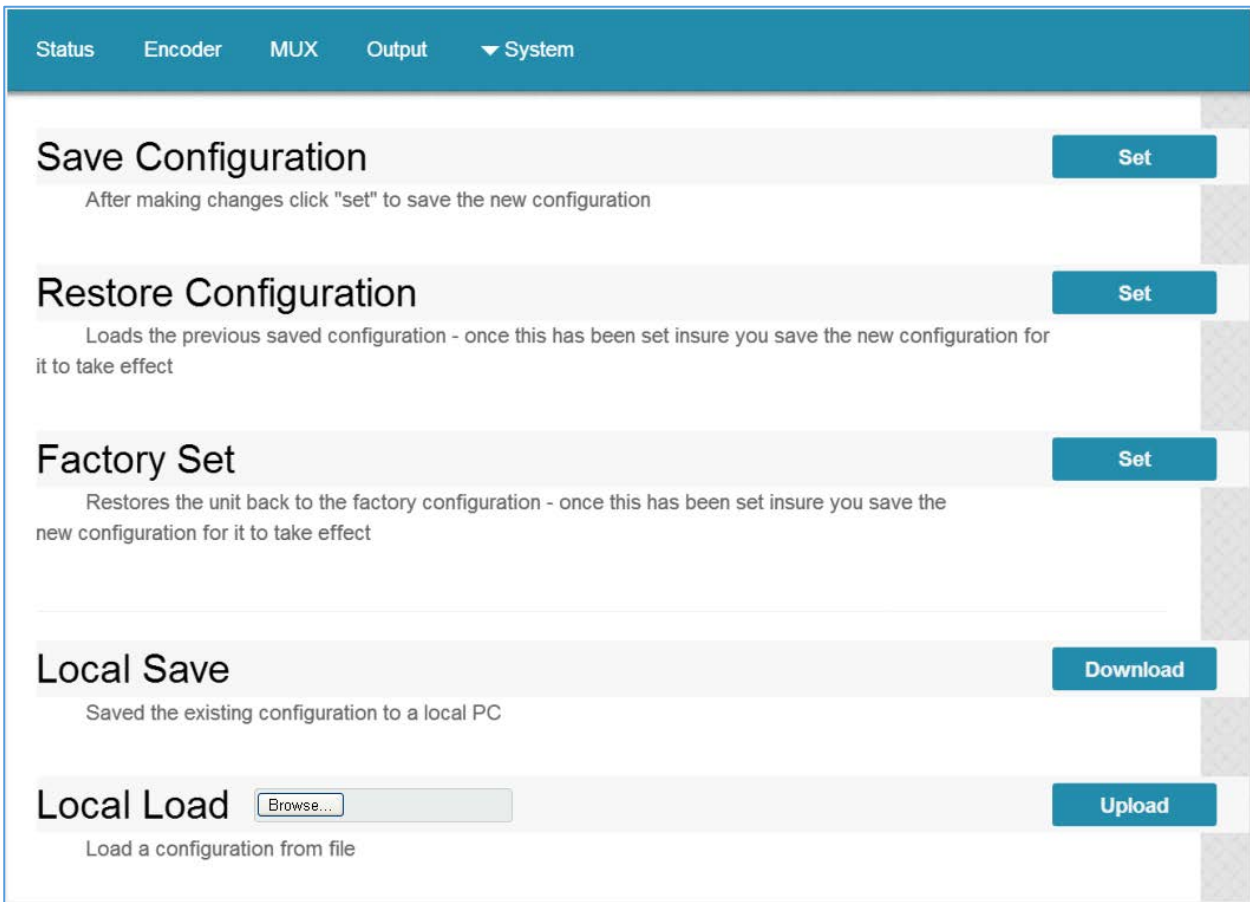 Status Encoder MUX Output System
Save Configuration Set
After making changes click "set" to save the new configuration
Restore Configuration Set
Loads the previous saved configuration - once this has been set insure you save the new configuration for
it to take effect
Factory Set Set
Restores the unit back to the factory configuration - once this has been set insure you save the
new configuration for it to take effect
Local Save Download
Saved the existing configuration to a local PC
Local Load Browse... Upload
Load a configuration from file